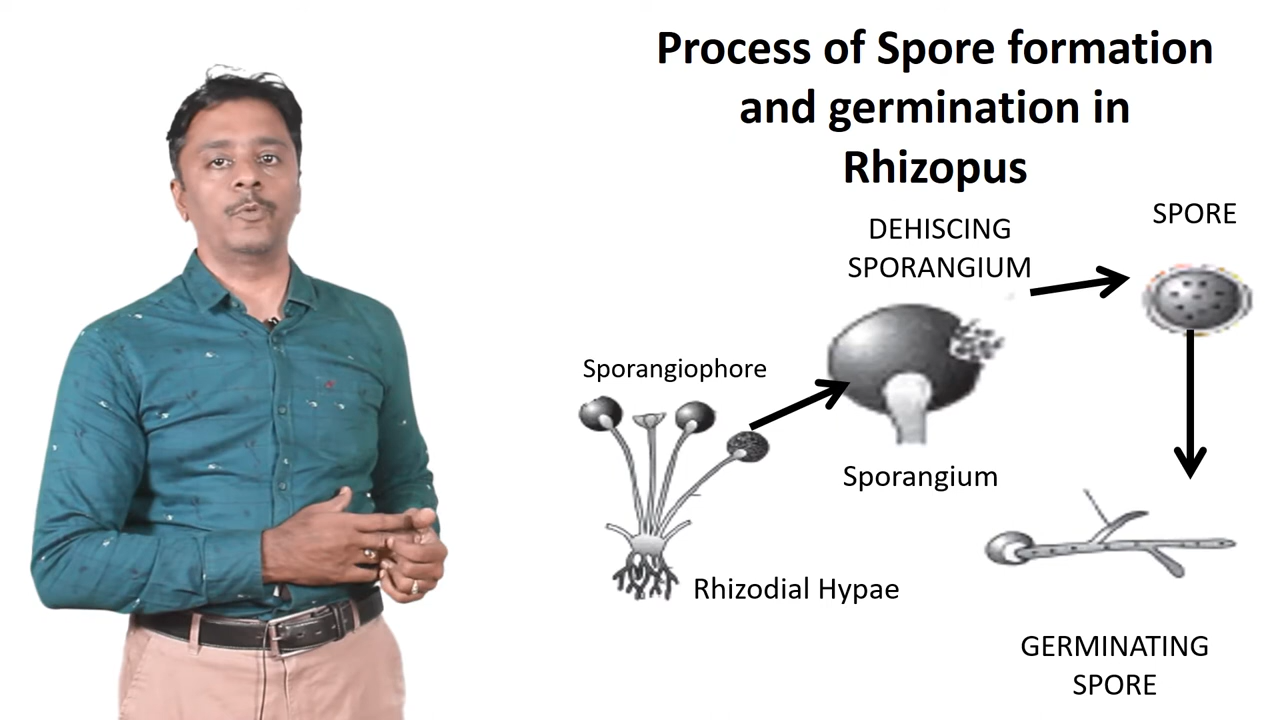 Process of Spore formation
and germination in
Rhizopus
SPORE
DEHISCING
SPORANGIUM
Sporangiophore
Sporangium
Rhizodial Hypae
GERMINATING
SPORE